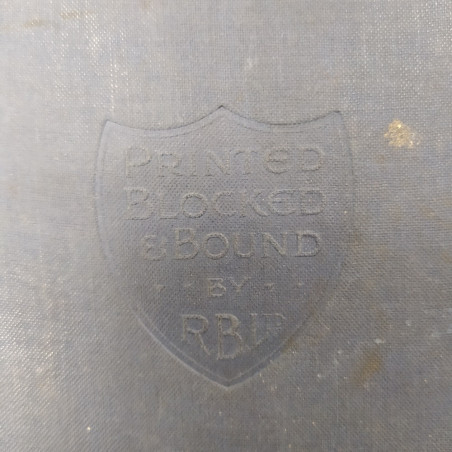 PRINTED
BLOCKED
& BOUND
BY